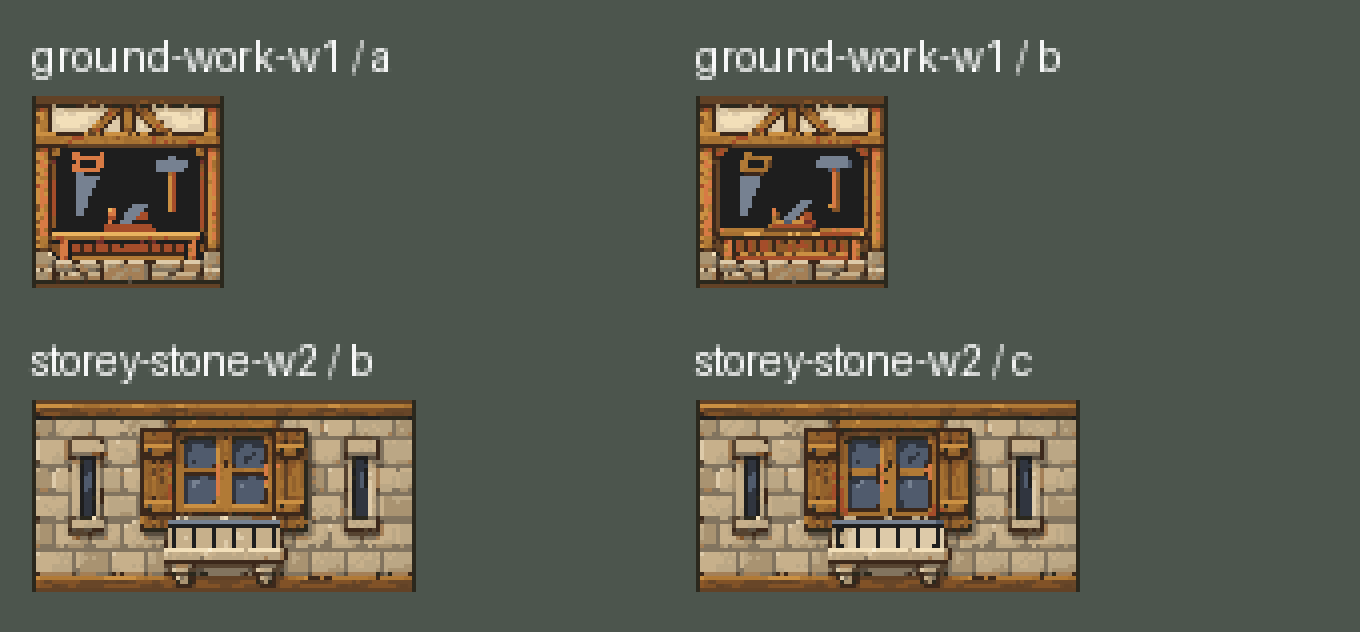 ground-work-w1 / a
ground-work-w1 / b
storey-stone-w2 / b
storey-stone-w2 / c